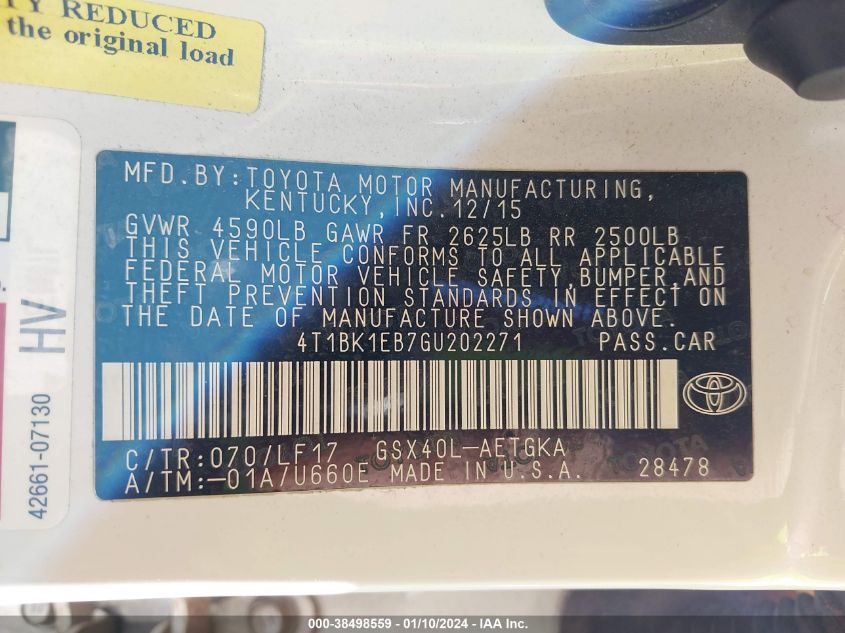 TY REDUCED
the original load
MFD.BY:TOYOTA MOTOR MANUFACTURING,
KENTUCKY,INC.12/15
GVWR 4590LB GAWR FR 2625LB RR 2500LB
THIS VEHICLE CONFORMS TO ALL APPLICABLE
FEDERAL MOTOR VEHICLE SAFETY,BUMPER,AND
THEFT PREVENTION STANDARDS IN EFFECT ON
THE DATE OF MANUFACTURE SHOWN ABOVE.
4T1BK1EB7GU202271 PASS.CAR
C/TR:070/LF17 GSX40L-AETGKA
A/TM:-01A/U660E MADE IN U.S.A. 28478
HV
42661-07130
000-38498559 - 01/10/2024 - IAA Inc.